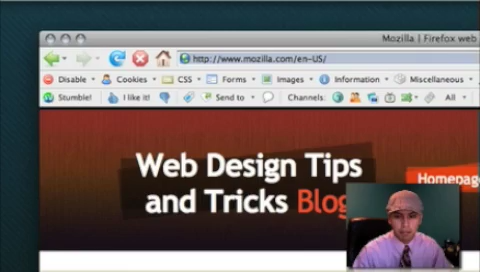 Mozilla | Firefox web
http://www.mozilla.com/en-US/
Disable Cookies CSS Forms Images Information Miscellaneous
Stumble! I like it! Send to Channels: All
Web Design Tips
and Tricks Blog
Homepage